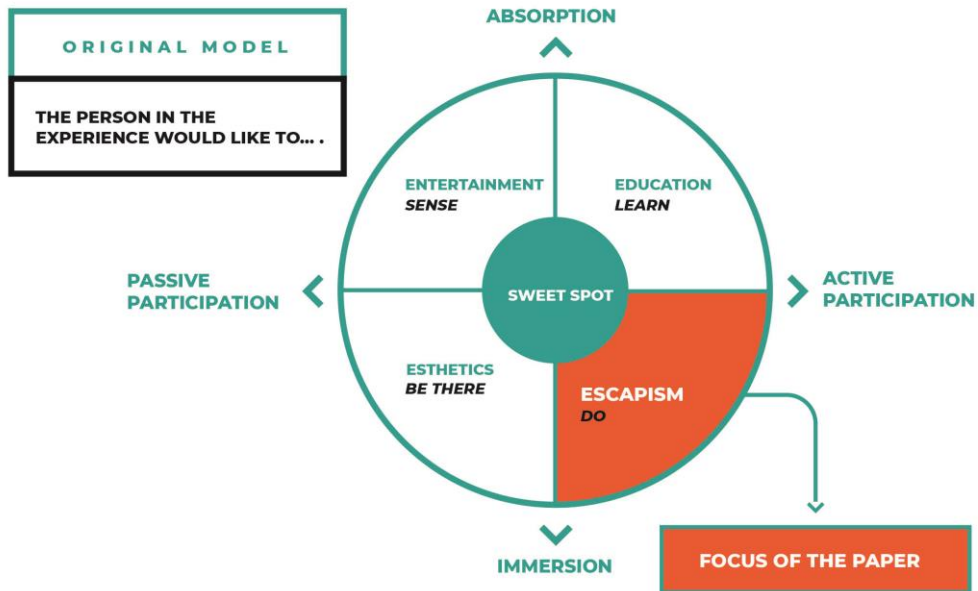 ORIGINAL MODEL
THE PERSON IN THE
EXPERIENCE WOULD LIKE TO... .
ABSORPTION
ENTERTAINMENT
SENSE
EDUCATION
LEARN
PASSIVE
PARTICIPATION
SWEET SPOT
ACTIVE
PARTICIPATION
ESTHETICS
BE THERE
ESCAPISM
DO
IMMERSION
FOCUS OF THE PAPER